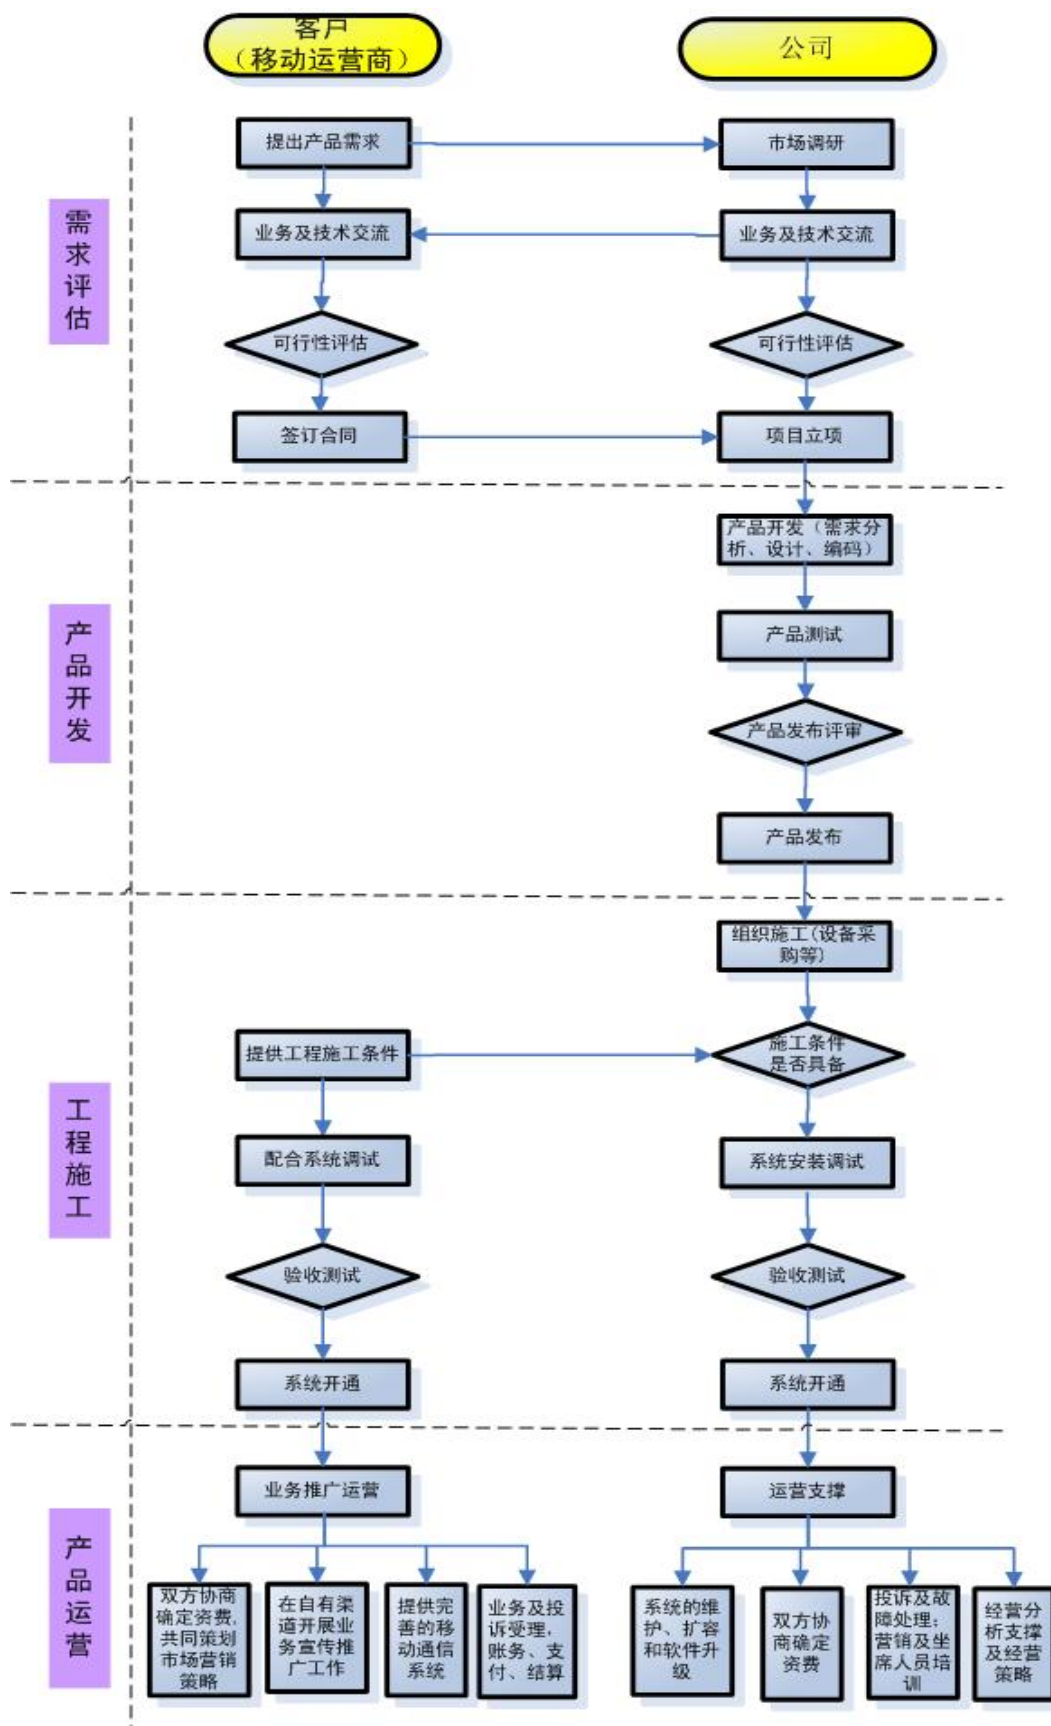 客户
（移动运营商）
公司
需
求
评
估
提出产品需求
市场调研
业务及技术交流
业务及技术交流
可行性评估
可行性评估
签订合同
项目立项
产
品
开
发
产品开发（需求分
析、设计、编码）
产品测试
产品发布评审
产品发布
工
程
施
工
组织施工(设备采
购等)
提供工程施工条件
施工条件
是否具备
配合系统调试
系统安装调试
验收测试
验收测试
系统开通
系统开通
产
品
运
营
业务推广运营
运营支撑
双方协商
确定资费,
共同策划
市场营销
策略
在自有渠
道开展业
务宣传推
广工作
提供完
善的移
动通信
系统
业务及投
诉受理，
账务、支
付、结算
系统的维
护、扩容
和软件升
级
双方协
商确定
资费
投诉及故
障处理；
营销及坐
席人员培
训
经营分
析支撑
及经营
策略